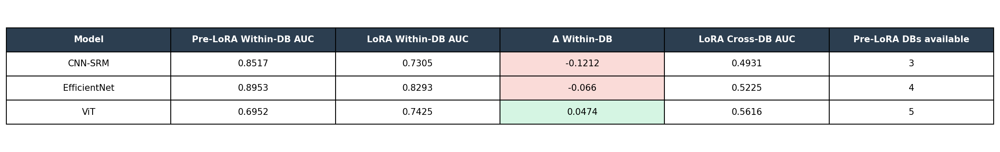 Model Pre-LoRA Within-DB AUC LoRA Within-DB AUC Δ Within-DB LoRA Cross-DB AUC Pre-LoRA DBs available
CNN-SRM 0.8517 0.7305 -0.1212 0.4931 3
EfficientNet 0.8953 0.8293 -0.066 0.5225 4
ViT 0.6952 0.7425 0.0474 0.5616 5